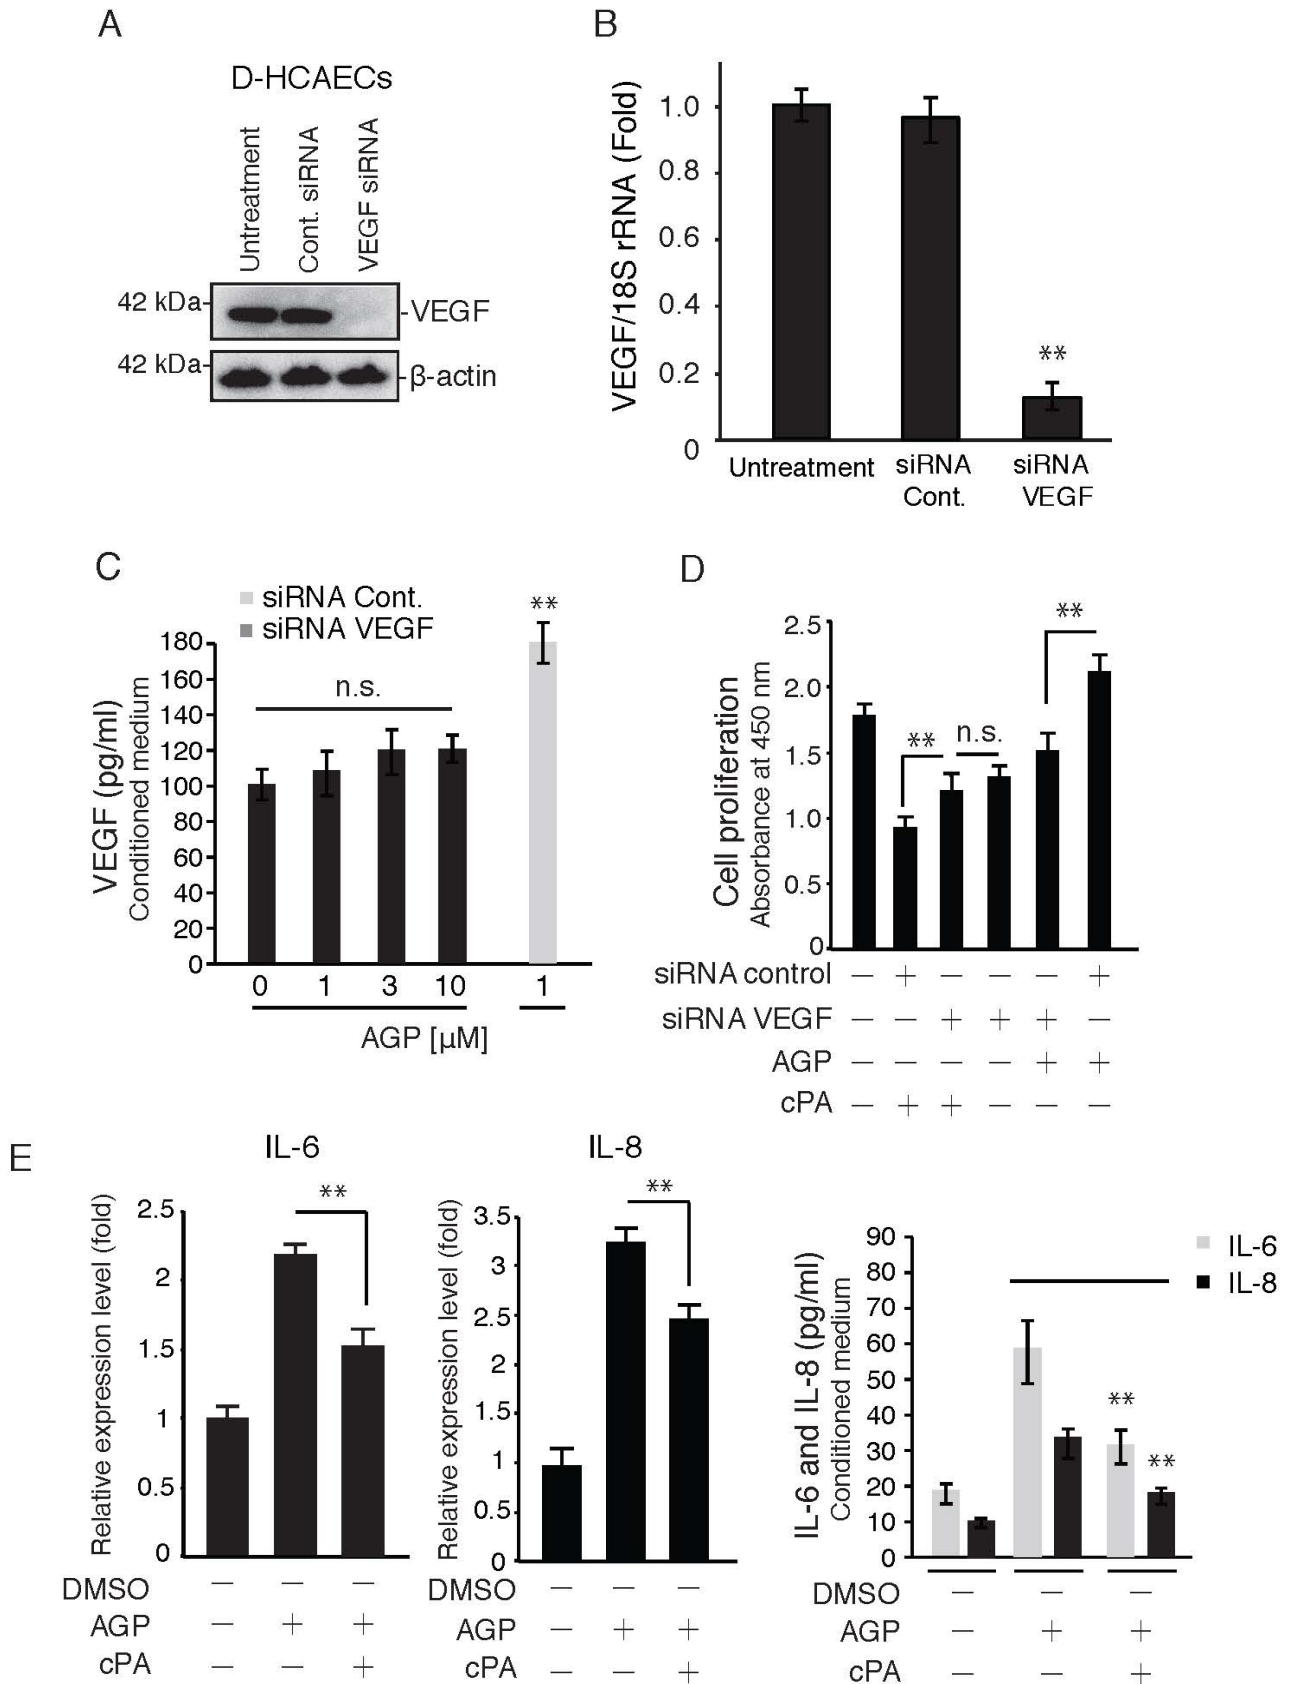 A
D-HCAECs
Untreatment
Cont. siRNA
VEGF siRNA
42 kDa-
-VEGF
42 kDa-
-β-actin
B
VEGF/18S rRNA (Fold)
1.0
0.8
0.6
0.4
0.2
0
**
Untreatment
siRNA Cont.
siRNA VEGF
C
siRNA Cont.
siRNA VEGF
VEGF (pg/ml)
Conditioned medium
180
160
140
120
100
80
60
40
20
0
n.s.
**
0 1 3 10 1
AGP [µM]
D
Cell proliferation
Absorbance at 450 nm
2.5
2.0
1.5
1.0
0.5
0
**
n.s.
**
siRNA control — + — — — +
siRNA VEGF — — + + + —
AGP — — — — + +
cPA — + + — — —
E
IL-6
Relative expression level (fold)
2.5
2
1.5
1
0.5
0
**
DMSO — — —
AGP — + +
cPA — — +
IL-8
Relative expression level (fold)
3.5
3
2.5
2
1.5
1
0.5
0
**
DMSO — — —
AGP — + +
cPA — — +
IL-6 and IL-8 (pg/ml)
Conditioned medium
90
80
70
60
50
40
30
20
10
0
IL-6
IL-8
**
**
DMSO — — —
AGP — + +
cPA — — +